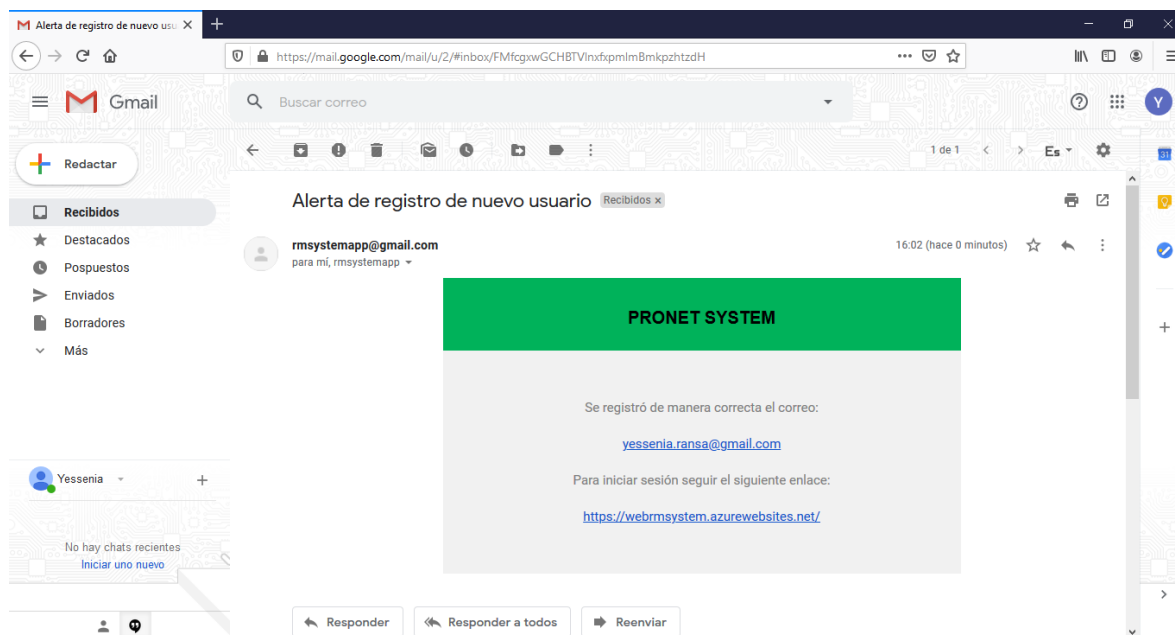 Alerta de registro de nuevo usu
https://mail.google.com/mail/u/2/#inbox/FMfcgxwGCHBTVlnxfxpmlmBmkpzhtzdH
Gmail
Buscar correo
Y
Redactar
1 de 1
Es
31
Alerta de registro de nuevo usuario Recibidos x
Recibidos
Destacados
Pospuestos
Enviados
Borradores
Más
rmsystemapp@gmail.com
16:02 (hace 0 minutos)
para mí, rmsystemapp
PRONET SYSTEM
Se registró de manera correcta el correo:
yessenia.ransa@gmail.com
Para iniciar sesión seguir el siguiente enlace:
https://webrmsystem.azurewebsites.net/
Yessenia
No hay chats recientes
Iniciar uno nuevo
Responder
Responder a todos
Reenviar